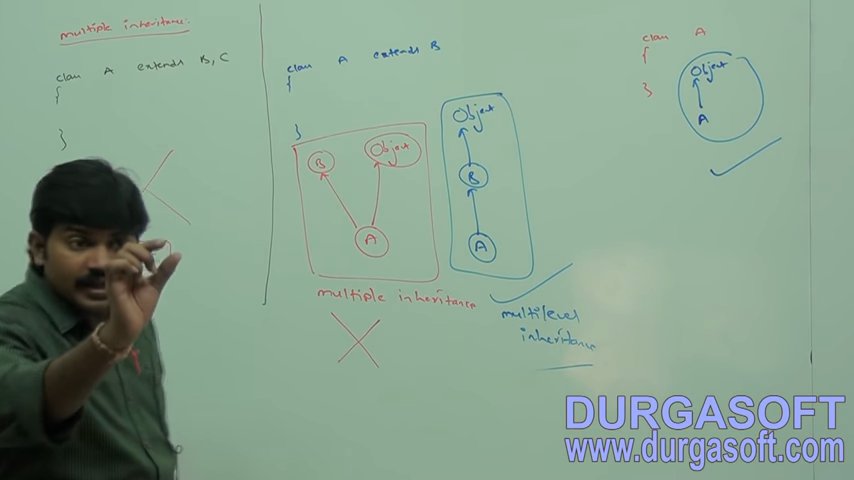 multiple inheritance:
class A extends B, C
{
}
class A extends B
{
}
B
Object
A
multiple inheritance
Object
B
A
multilevel
inheritance
class A
{
}
Object
A
DURGASOFT
www.durgasoft.com